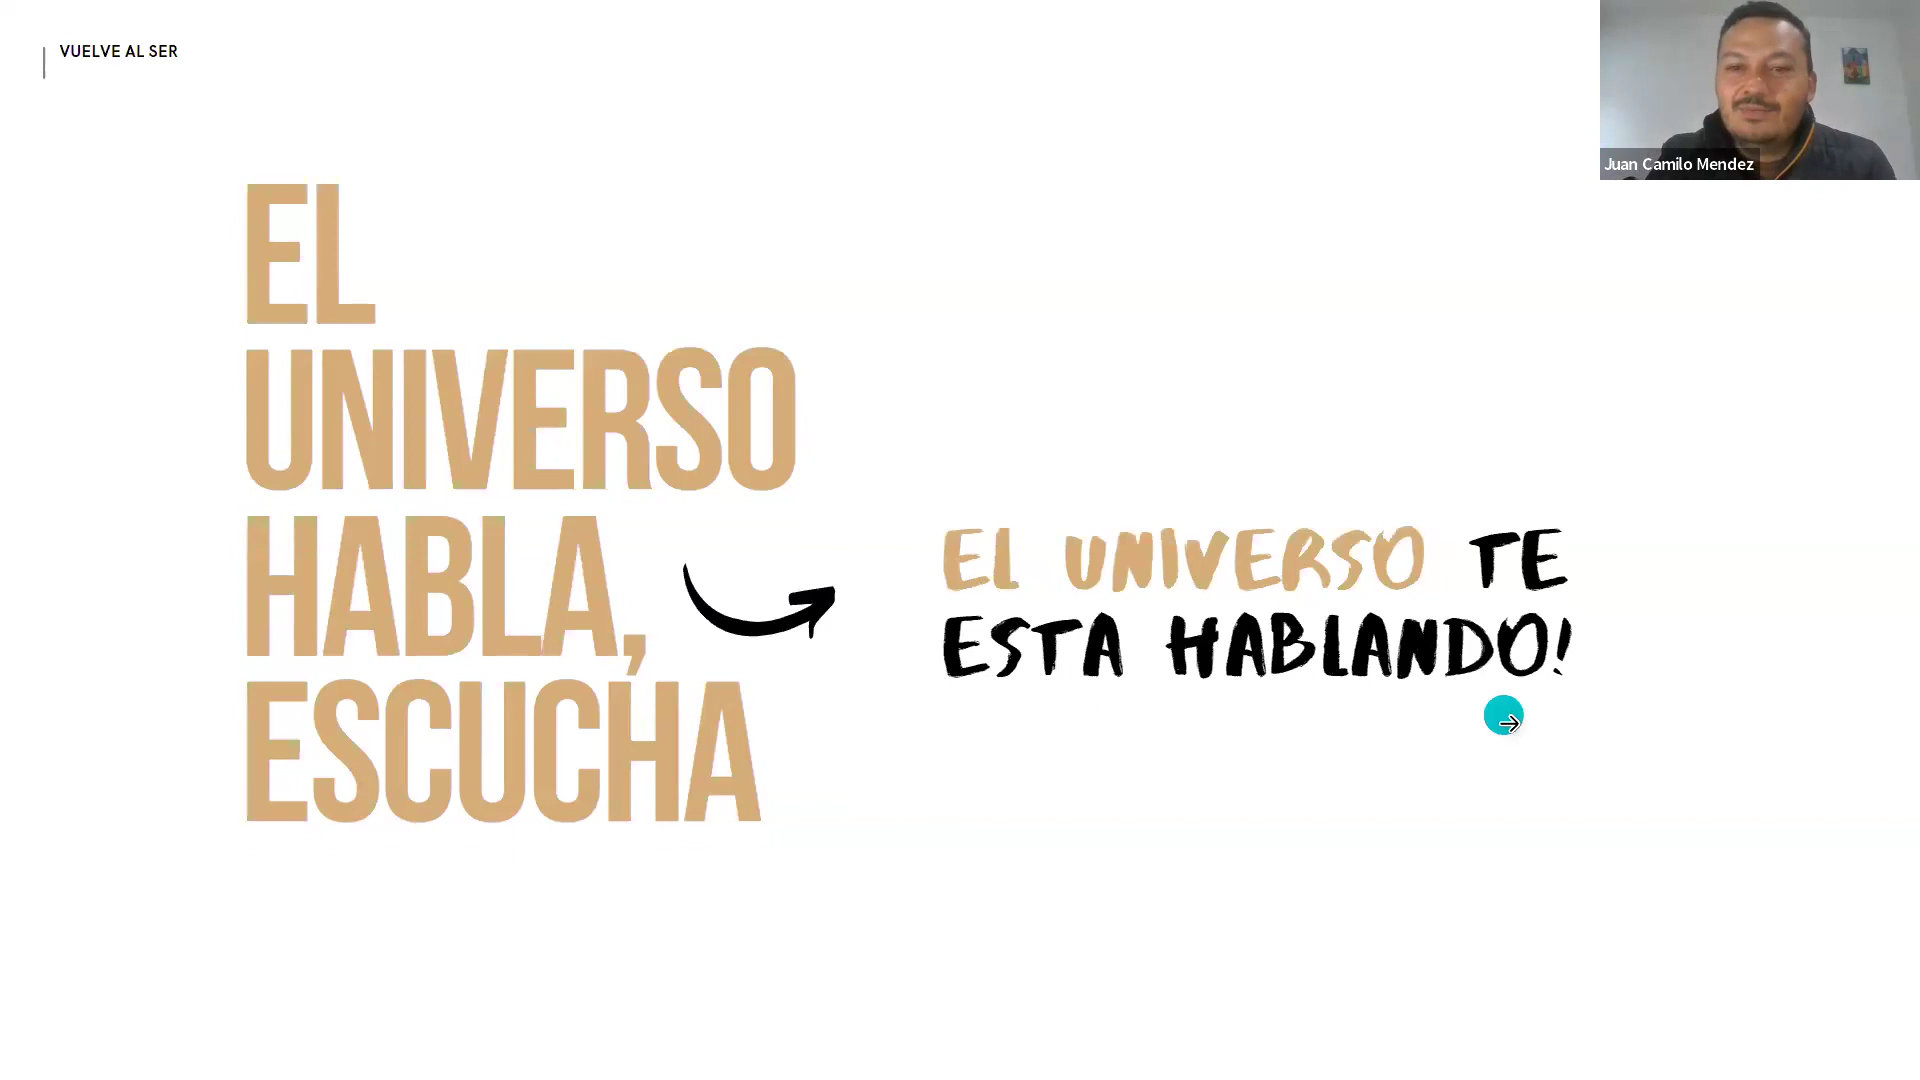 VUELVE AL SER
Juan Camilo Mendez
EL
UNIVERSO
HABLA,
ESCUCHA
EL UNIVERSO TE
ESTA HABLANDO!